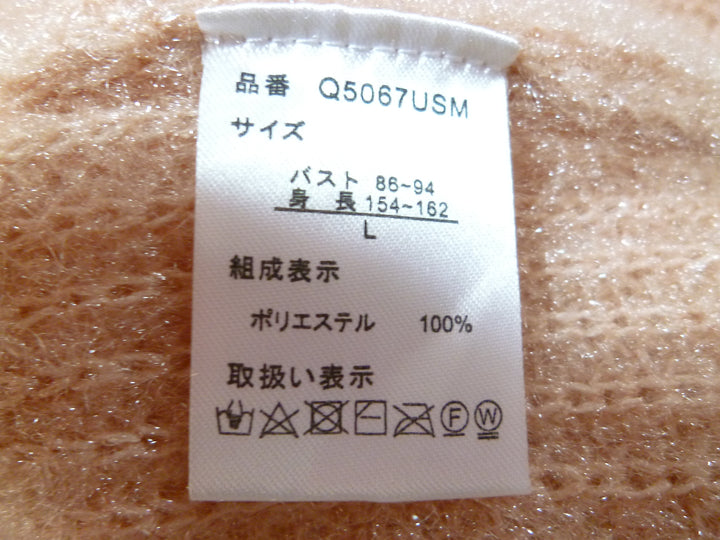 品番 Q5067USM
サイズ
バスト 86~94
身 長 154~162
L
組成表示
ポリエステル 100%
取扱い表示
F W